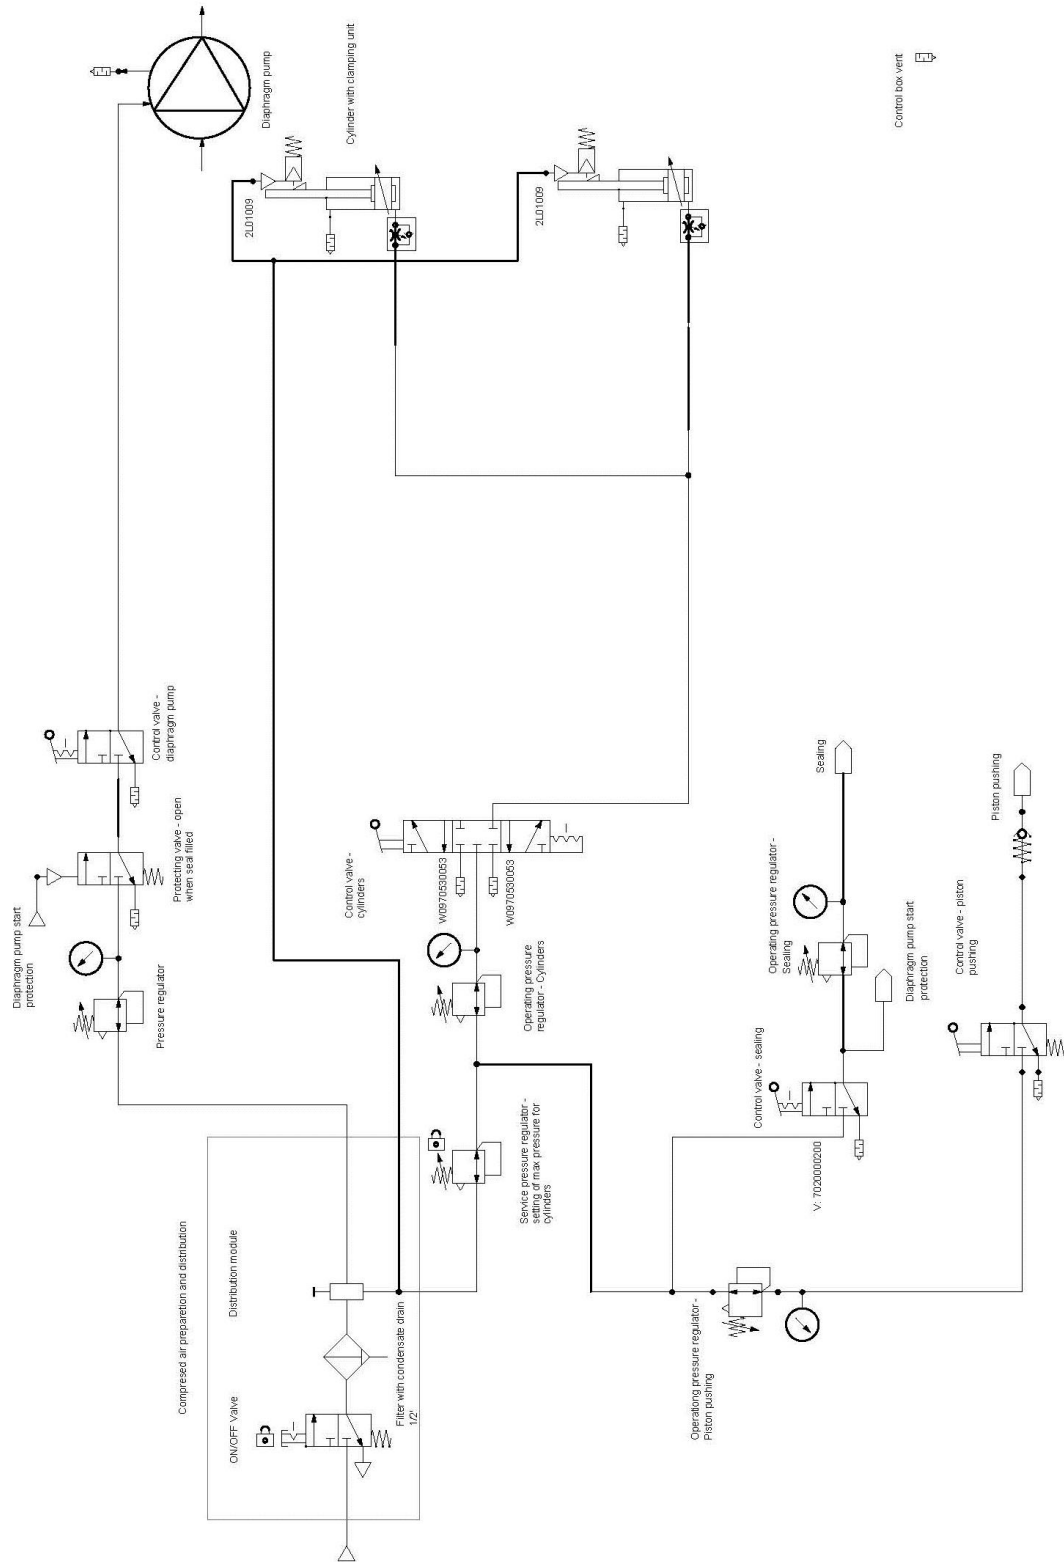 Diaphragm pump
Cylinder with clamping unit
Control box vent
2L01009
2L01009
Control valve -
diaphragm pump
Protecting valve - open
when seal filled
Diaphragm pump start
protection
Pressure regulator
Control valve -
cylinders
W0970530053
W0970530053
Operating pressure
regulator - Cylinders
Service pressure regulator -
setting of max pressure for
cylinders
Sealing
Operating pressure regulator -
Sealing
Diaphragm pump start
protection
Control valve - sealing
V: 7020000200
Piston pushing
Control valve - piston
pushing
Operationg pressure regulator -
Piston pushing
Compresed air preparetion and distribution
Distribution module
ON/OFF Valve
Filter with condensate drain
1/2'